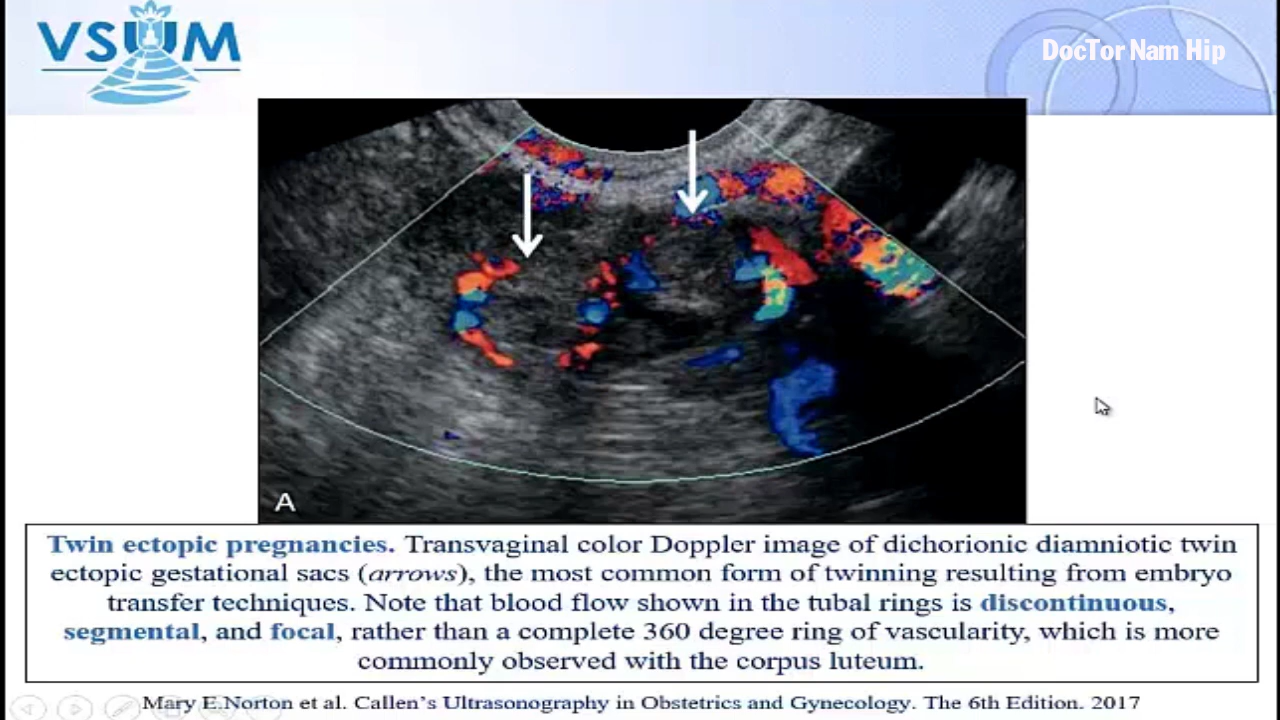 VSUM
DocTor Nam Hip
A
Twin ectopic pregnancies. Transvaginal color Doppler image of dichorionic diamniotic twin
ectopic gestational sacs (arrows), the most common form of twinning resulting from embryo
transfer techniques. Note that blood flow shown in the tubal rings is discontinuous,
segmental, and focal, rather than a complete 360 degree ring of vascularity, which is more
commonly observed with the corpus luteum.
Mary E.Norton et al. Callen's Ultrasonography in Obstetrics and Gynecology. The 6th Edition. 2017